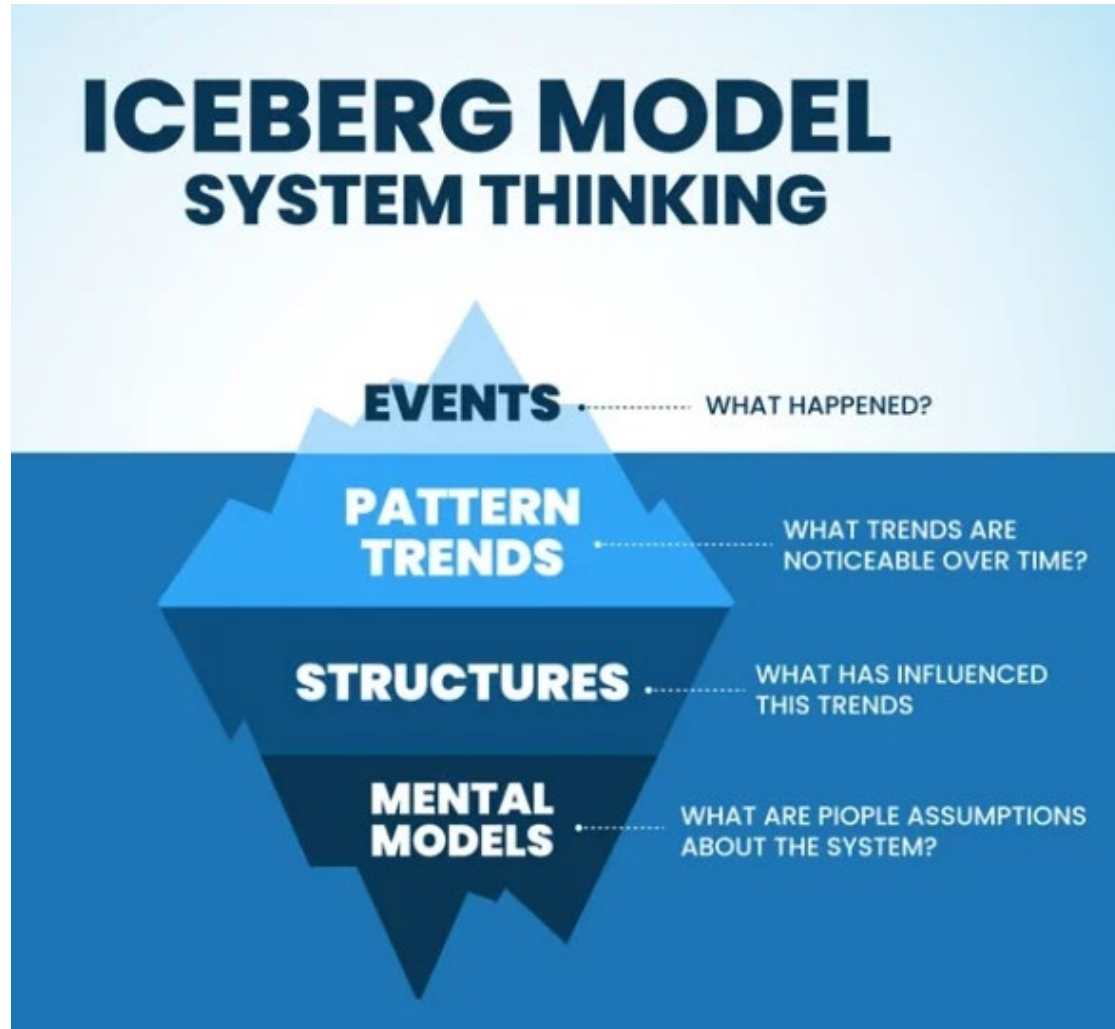 ICEBERG MODEL
SYSTEM THINKING
EVENTS
WHAT HAPPENED?
PATTERN
TRENDS
WHAT TRENDS ARE
NOTICEABLE OVER TIME?
STRUCTURES
WHAT HAS INFLUENCED
THIS TRENDS
MENTAL
MODELS
WHAT ARE PIOPLE ASSUMPTIONS
ABOUT THE SYSTEM?